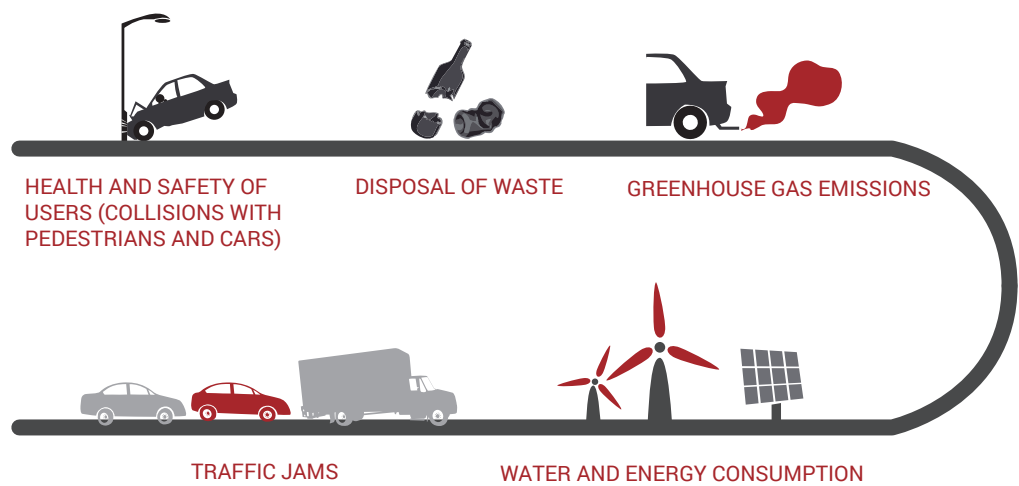 HEALTH AND SAFETY OF
USERS (COLLISIONS WITH
PEDESTRIANS AND CARS)
DISPOSAL OF WASTE
GREENHOUSE GAS EMISSIONS
TRAFFIC JAMS
WATER AND ENERGY CONSUMPTION